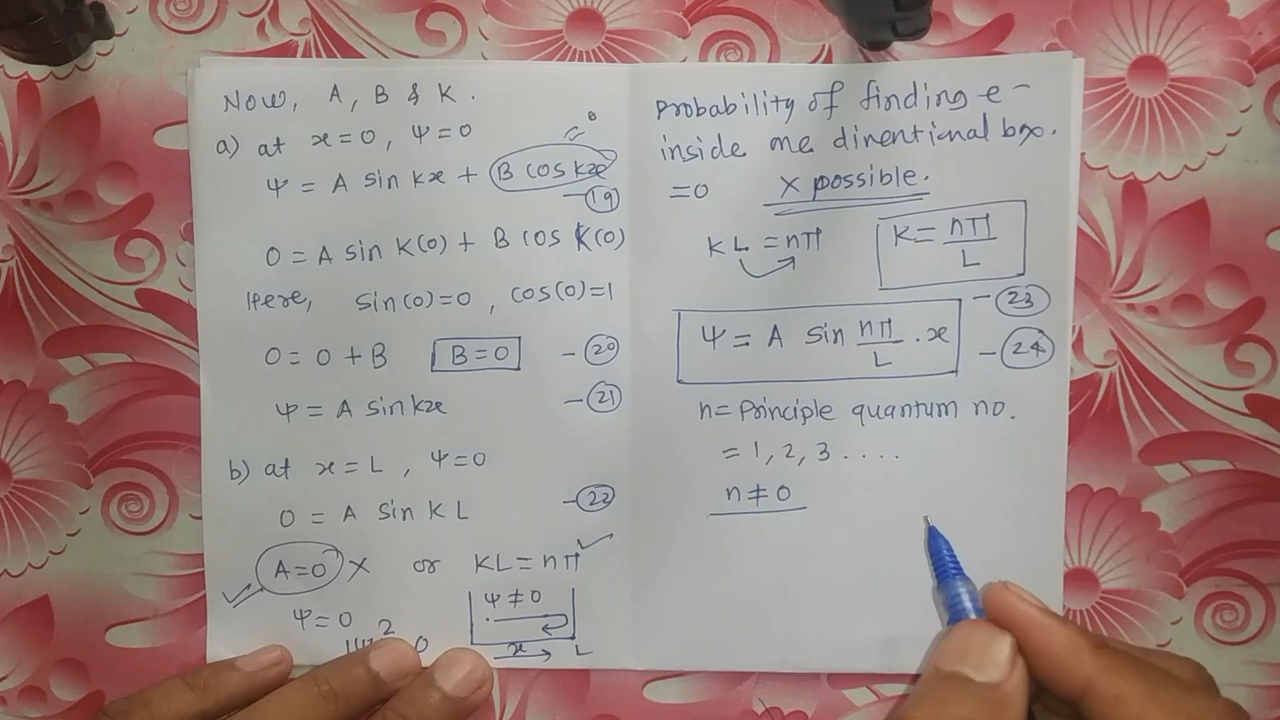 Now, A, B & K.
a) at x=0, ψ=0
0
ψ = A sin kx + B cos kx
- 19
0 = A sin K(0) + B cos K(0)
Here, sin(0)=0, cos(0)=1
0 = 0 + B B=0 - 20
ψ = A sin kx - 21
b) at x=L, ψ=0
0 = A sin K L - 22
A=0 X or KL=nπ ✓
ψ=0 ψ≠0
|ψ|² 0 x L
Probability of finding e-
inside one dimentional box.
=0 X possible.
KL = nπ K = nπ/L
- 23
ψ = A sin nπ/L . x
- 24
n= Principle quantum no.
= 1, 2, 3 ....
n≠0